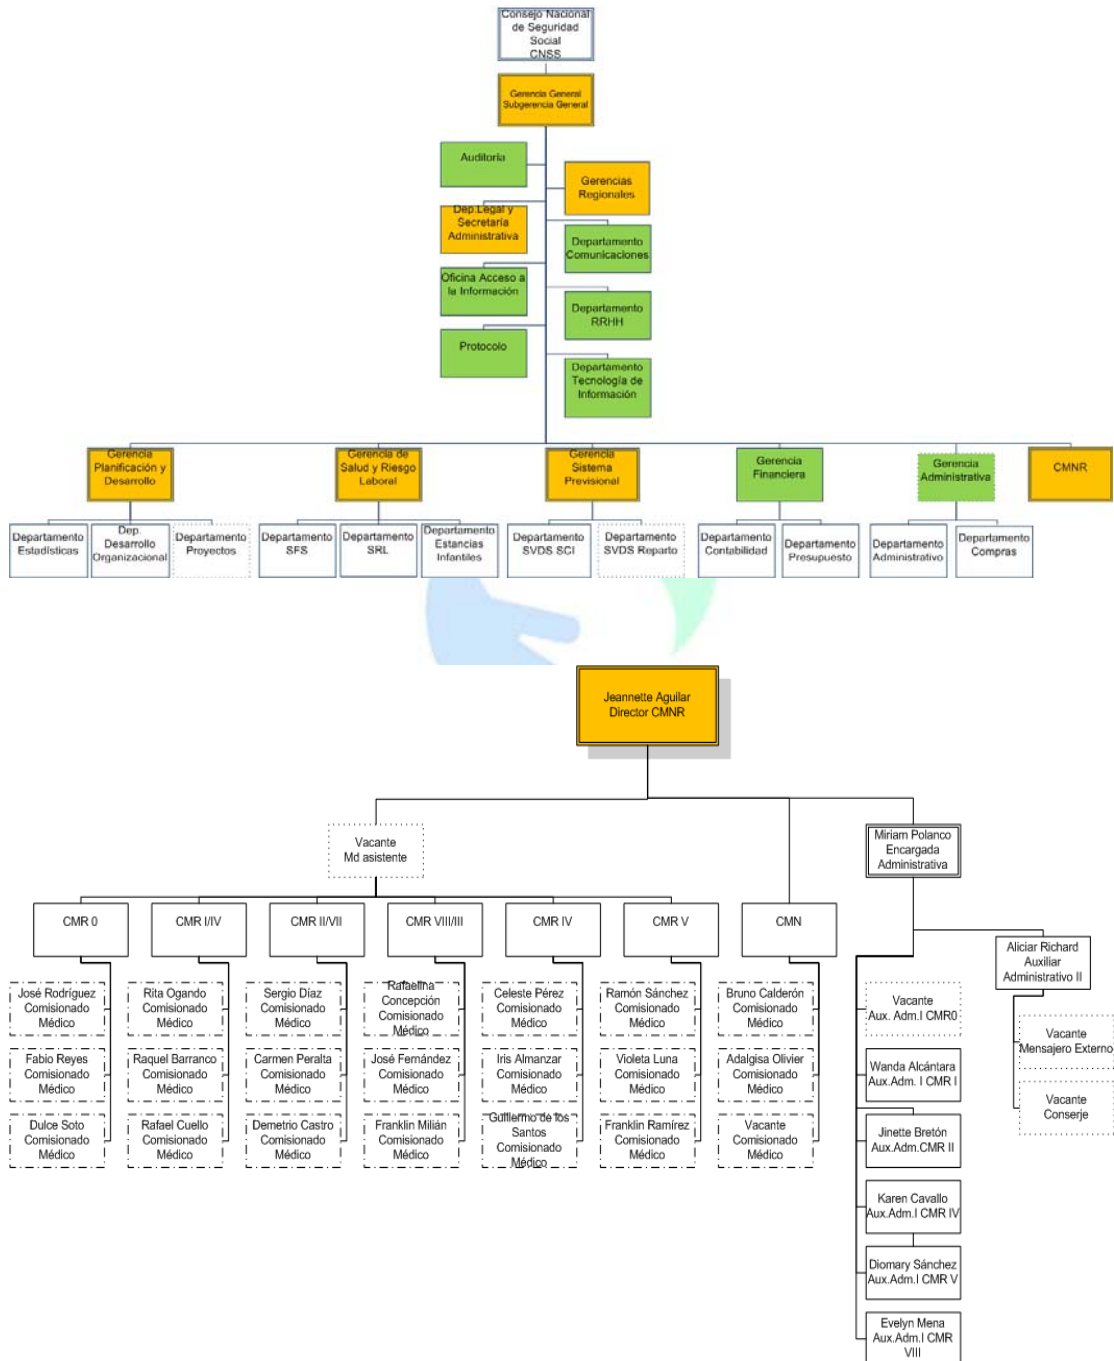 Consejo Nacional
de Seguridad
Social
CNSS
Gerencia General
Subgerencia General
Auditoría
Gerencias
Regionales
Dep.Legal y
Secretaría
Administrativa
Departamento
Comunicaciones
Oficina Acceso a
la Información
Departamento
RRHH
Protocolo
Departamento
Tecnología de
Información
Gerencia
Planificación y
Desarrollo
Gerencia de
Salud y Riesgo
Laboral
Gerencia
Sistema
Previsional
Gerencia
Financiera
Gerencia
Administrativa
CMNR
Departamento
Estadísticas
Dep.
Desarrollo
Organizacional
Departamento
Proyectos
Departamento
SFS
Departamento
SRL
Departamento
Estancias
Infantiles
Departamento
SVDS SCI
Departamento
SVDS Reparto
Departamento
Contabilidad
Departamento
Presupuesto
Departamento
Administrativo
Departamento
Compras
Jeannette Aguilar
Director CMNR
Vacante
Md asistente
Miriam Polanco
Encargada
Administrativa
CMR 0
CMR I/IV
CMR II/VII
CMR VIII/III
CMR IV
CMR V
CMN
Aliciar Richard
Auxiliar
Administrativo II
José Rodríguez
Comisionado
Médico
Rita Ogando
Comisionado
Médico
Sergio Díaz
Comisionado
Médico
Rafaelina
Concepción
Comisionado
Médico
Celeste Pérez
Comisionado
Médico
Ramón Sánchez
Comisionado
Médico
Bruno Calderón
Comisionado
Médico
Vacante
Aux. Adm.I CMR0
Vacante
Mensajero Externo
Fabio Reyes
Comisionado
Médico
Raquel Barranco
Comisionado
Médico
Carmen Peralta
Comisionado
Médico
José Fernández
Comisionado
Médico
Iris Almanzar
Comisionado
Médico
Violeta Luna
Comisionado
Médico
Adalgisa Olivier
Comisionado
Médico
Wanda Alcántara
Aux.Adm. I CMR I
Vacante
Conserje
Dulce Soto
Comisionado
Médico
Rafael Cuello
Comisionado
Médico
Demetrio Castro
Comisionado
Médico
Franklin Milián
Comisionado
Médico
Guillermo de los
Santos
Comisionado
Médico
Franklin Ramírez
Comisionado
Médico
Vacante
Comisionado
Médico
Jinette Bretón
Aux.Adm.CMR II
Karen Cavallo
Aux.Adm.I CMR IV
Diomary Sánchez
Aux.Adm.I CMR V
Evelyn Mena
Aux.Adm.I CMR
VIII